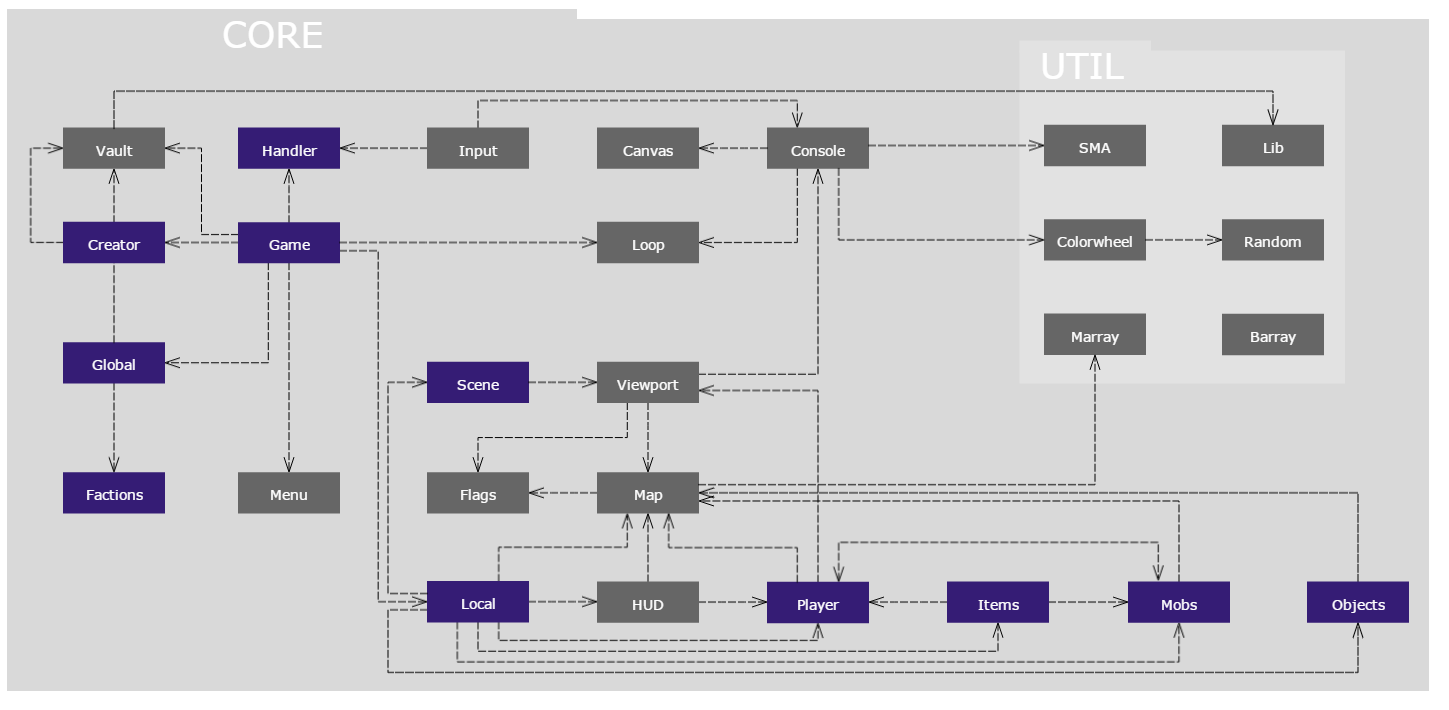 CORE
UTIL
Vault
Handler
Input
Canvas
Console
SMA
Lib
Creator
Game
Loop
Colorwheel
Random
Global
Scene
Viewport
Marray
Barray
Factions
Menu
Flags
Map
Local
HUD
Player
Items
Mobs
Objects